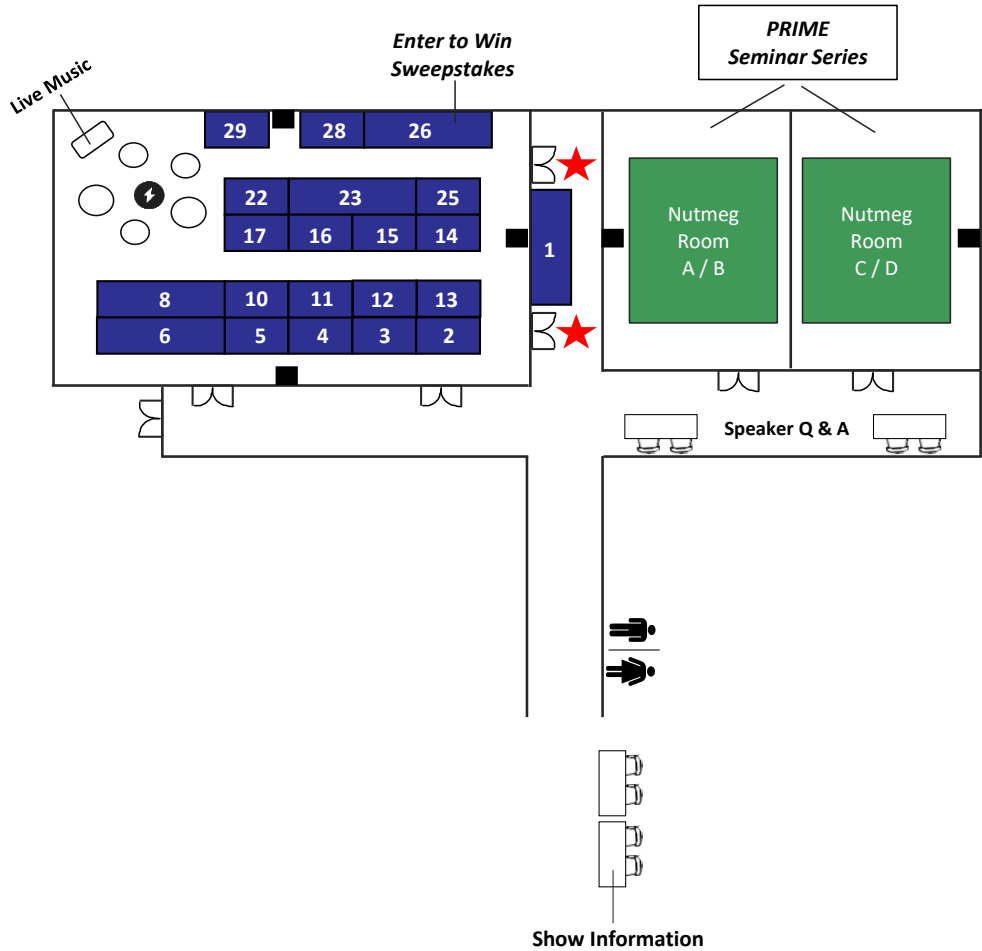 PRIME
Seminar Series
Enter to Win
Sweepstakes
Live Music
29
28
26
22
23
25
17
16
15
14
1
Nutmeg
Room
A / B
Nutmeg
Room
C / D
8
10
11
12
13
6
5
4
3
2
Speaker Q & A
Show Information